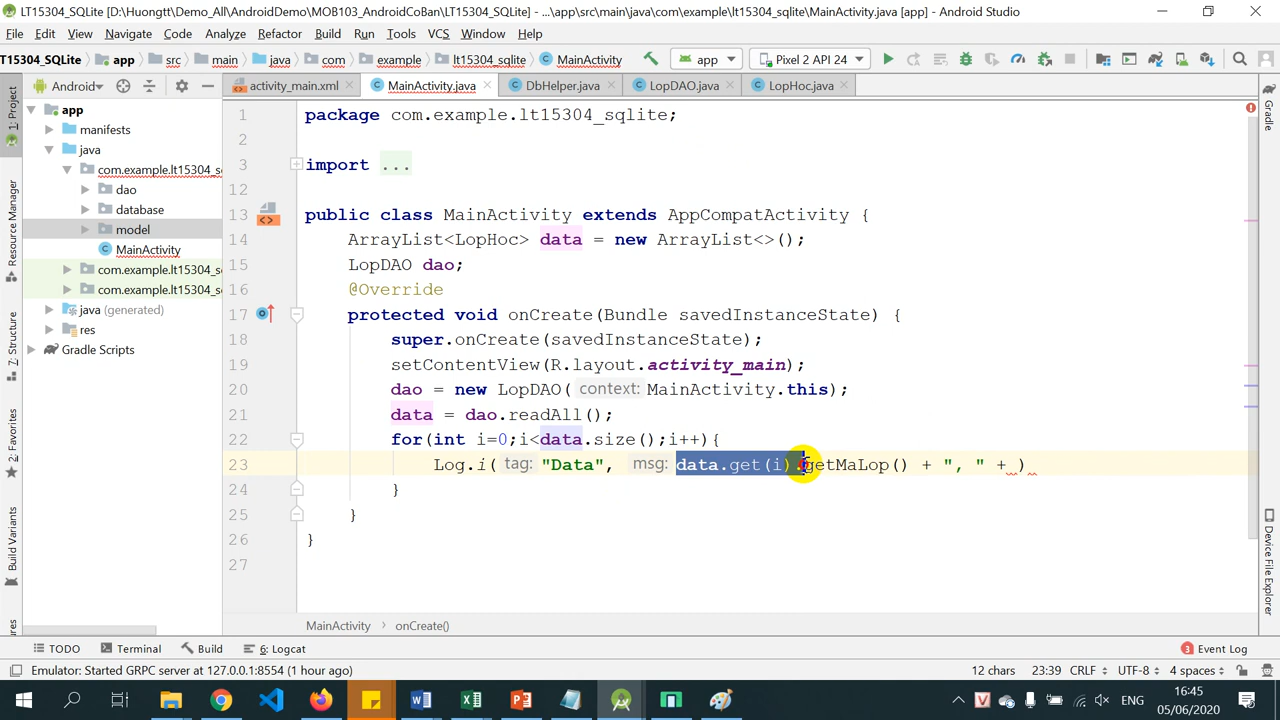 LT15304_SQLite [D:\Huongtt\Demo_All\AndroidDemo\MOB103_AndroidCoBan\LT15304_SQLite] - ...\app\src\main\java\com\example\lt15304_sqlite\MainActivity.java [app] - Android Studio
File Edit View Navigate Code Analyze Refactor Build Run Tools VCS Window Help
T15304_SQLite app src main java com example lt15304_sqlite MainActivity app Pixel 2 API 24
Android activity_main.xml MainActivity.java DbHelper.java LopDAO.java LopHoc.java
1: Project
Resource Manager
7: Structure
2: Favorites
Build Variants
app
manifests
java
com.example.lt15304_s
dao
database
model
MainActivity
com.example.lt15304_s
com.example.lt15304_s
java (generated)
res
Gradle Scripts
1 package com.example.lt15304_sqlite;
2
3 import ...
12
13 public class MainActivity extends AppCompatActivity {
14 ArrayList<LopHoc> data = new ArrayList<>();
15 LopDAO dao;
16 @Override
17 protected void onCreate(Bundle savedInstanceState) {
18 super.onCreate(savedInstanceState);
19 setContentView(R.layout.activity_main);
20 dao = new LopDAO( context: MainActivity.this);
21 data = dao.readAll();
22 for(int i=0;i<data.size();i++){
23 Log.i( tag: "Data", msg: data.get(i).getMaLop() + ", " + )
24 }
25 }
26 }
27
Gradle
Device File Explorer
MainActivity onCreate()
TODO Terminal Build 6: Logcat 3 Event Log
Emulator: Started GRPC server at 127.0.0.1:8554 (1 hour ago) 12 chars 23:39 CRLF UTF-8 4 spaces
ENG
16:45
05/06/2020